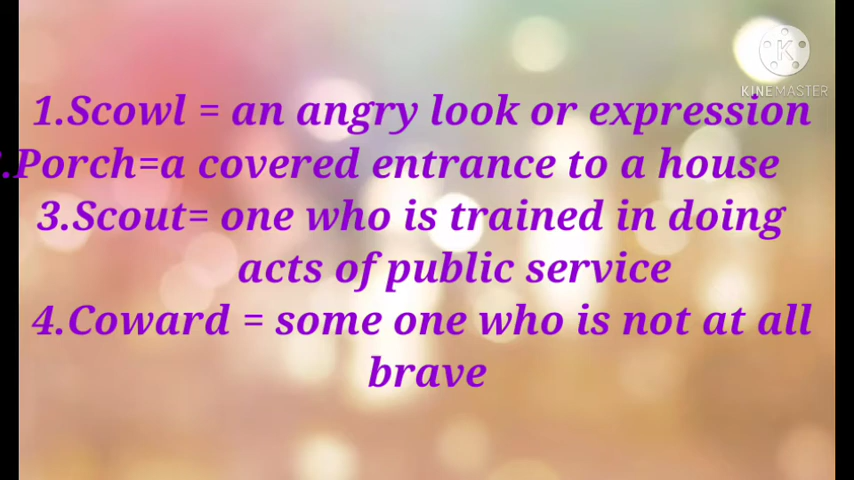 KINEMASTER
1.Scowl = an angry look or expression
.Porch=a covered entrance to a house
3.Scout= one who is trained in doing
acts of public service
4.Coward = some one who is not at all
brave